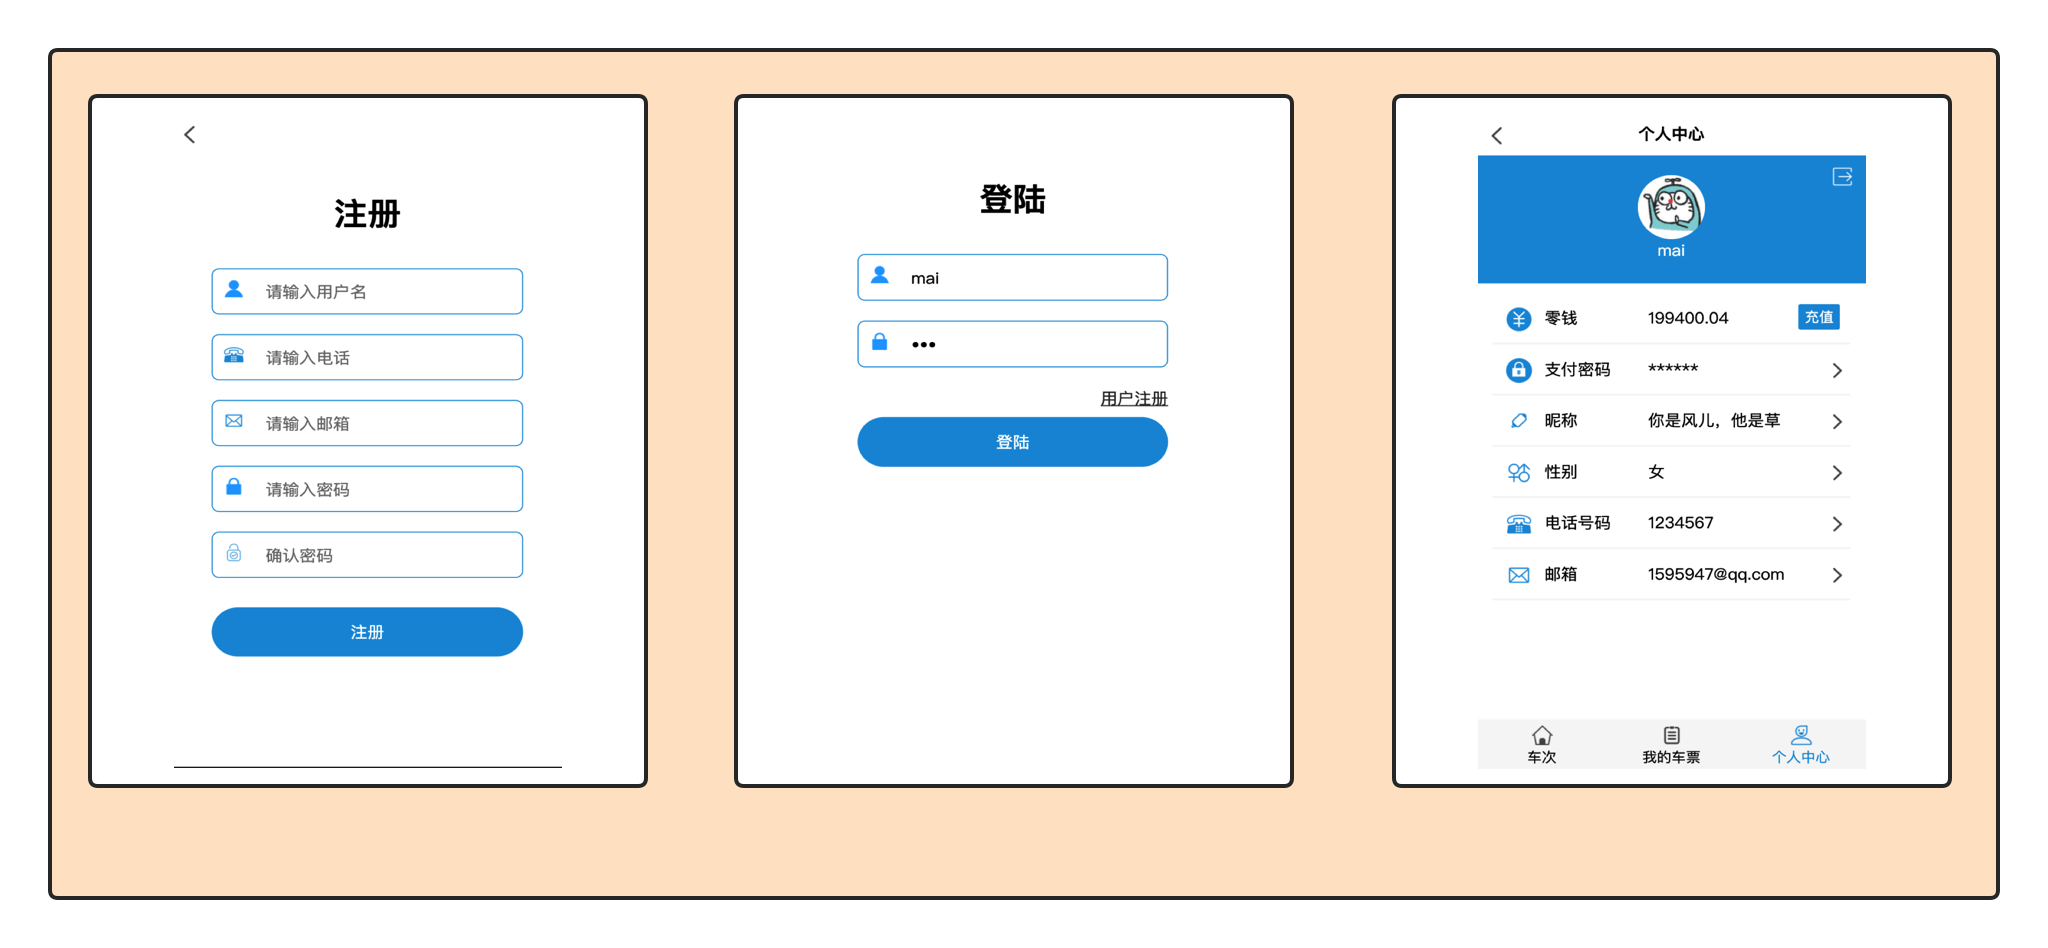 注册
请输入用户名
请输入电话
请输入邮箱
请输入密码
确认密码
注册
登陆
mai
•••
用户注册
登陆
个人中心
mai
零钱 199400.04 充值
支付密码 ******
昵称 你是风儿，他是草
性别 女
电话号码 1234567
邮箱 1595947@qq.com
车次 我的车票 个人中心